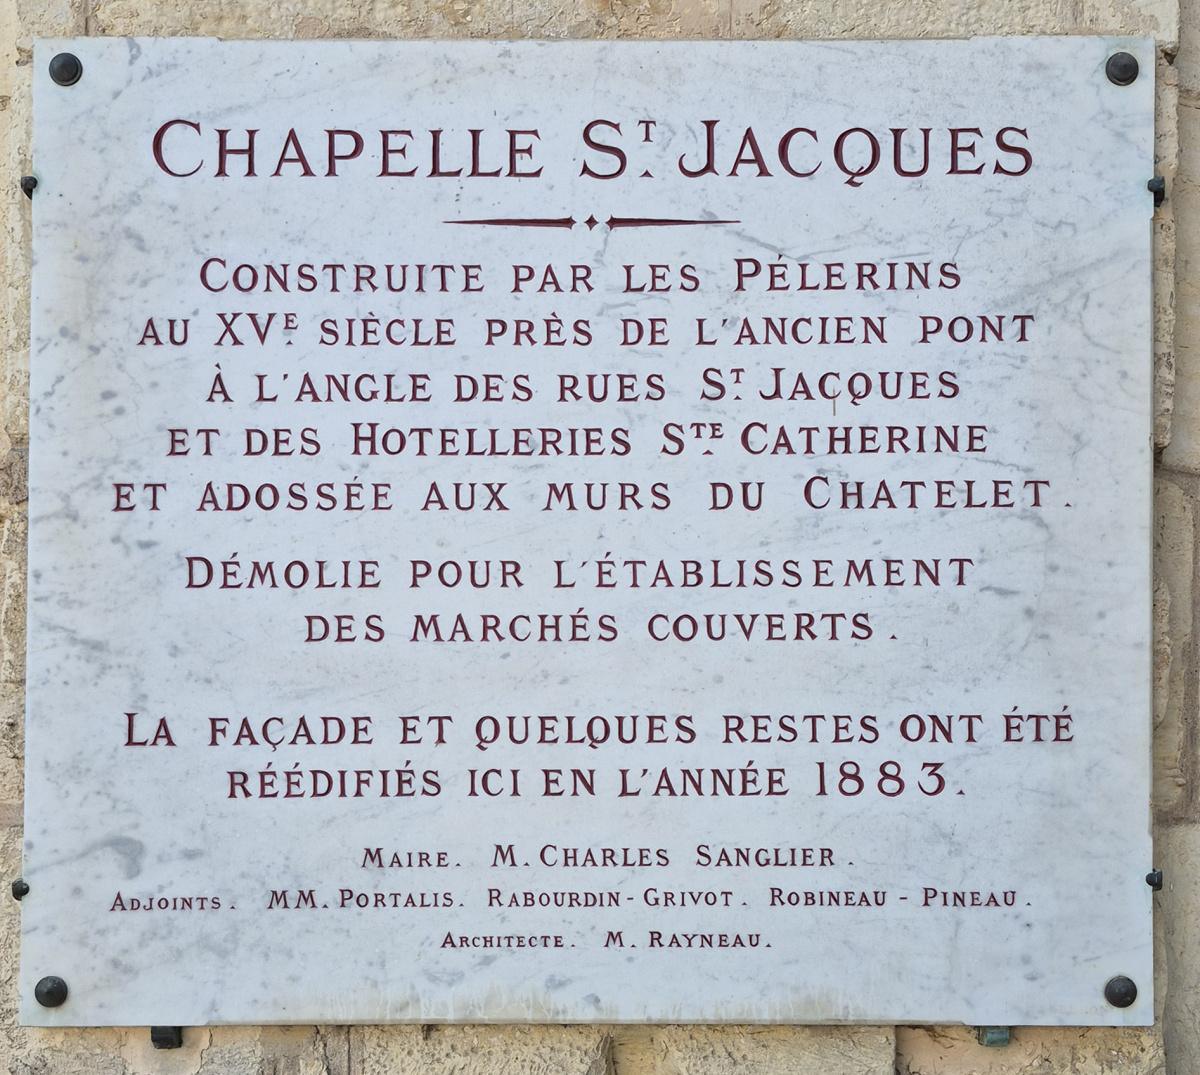 CHAPELLE ST. JACQUES
CONSTRUITE PAR LES PÉLERINS
AU XVE. SIÈCLE PRÈS DE L'ANCIEN PONT
À L'ANGLE DES RUES ST. JACQUES
ET DES HOTELLERIES STE. CATHERINE
ET ADOSSÉE AUX MURS DU CHATELET.
DÉMOLIE POUR L'ÉTABLISSEMENT
DES MARCHÉS COUVERTS.
LA FAÇADE ET QUELQUES RESTES ONT ÉTÉ
RÉÉDIFIÉS ICI EN L'ANNÉE 1883.
MAIRE. M. CHARLES SANGLIER.
ADJOINTS. MM. PORTALIS. RABOURDIN-GRIVOT. ROBINEAU-PINEAU.
ARCHITECTE. M. RAYNEAU.